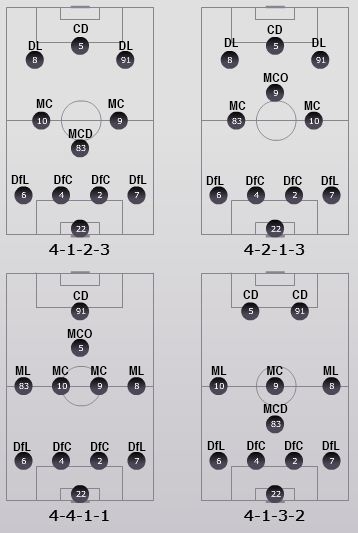 CD CD
DL DL DL DL
8 5 91 8 5 91
MCO
9
MC MC MC MC
10 9 83 10
MCD
83
DfL DfC DfC DfL DfL DfC DfC DfL
6 4 2 7 6 4 2 7
22 22
4-1-2-3 4-2-1-3
CD CD CD
91 5 91
MCO
5
ML MC MC ML ML MC ML
83 10 9 8 10 9 8
MCD
83
DfL DfC DfC DfL DfL DfC DfC DfL
6 4 2 7 6 4 2 7
22 22
4-4-1-1 4-1-3-2